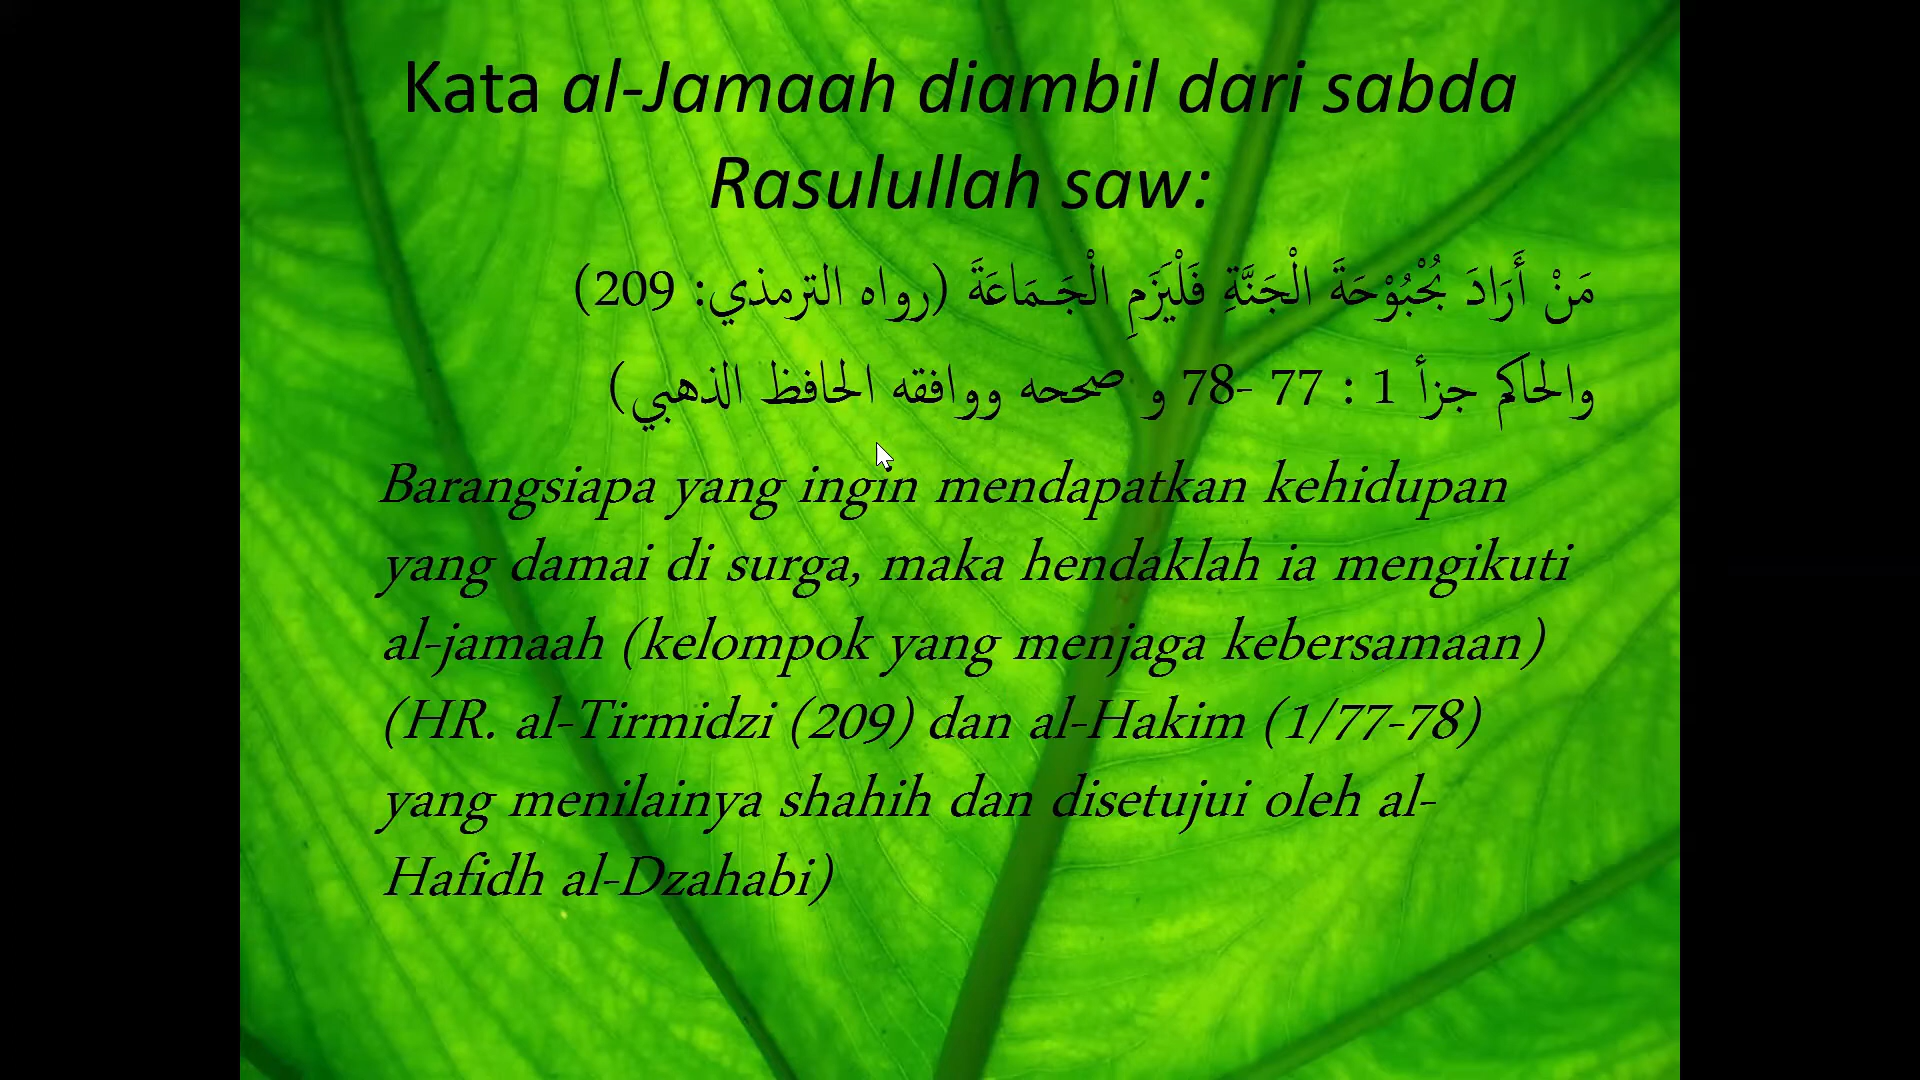 Kata al-Jamaah diambil dari sabda
Rasulullah saw:
مَنْ أَرَادَ بُحْبُوْحَةَ الْجَنَّةِ فَلْيَزَمِ الْجَـمَاعَةَ (رواه الترمذي: 209)
والحاكم جزأ 1 : 77 -78 و صححه ووافقه الحافظ الذهبي)
Barangsiapa yang ingin mendapatkan kehidupan
yang damai di surga, maka hendaklah ia mengikuti
al-jamaah (kelompok yang menjaga kebersamaan)
(HR. al-Tirmidzi (209) dan al-Hakim (1/77-78)
yang menilainya shahih dan disetujui oleh al-
Hafidh al-Dzahabi)